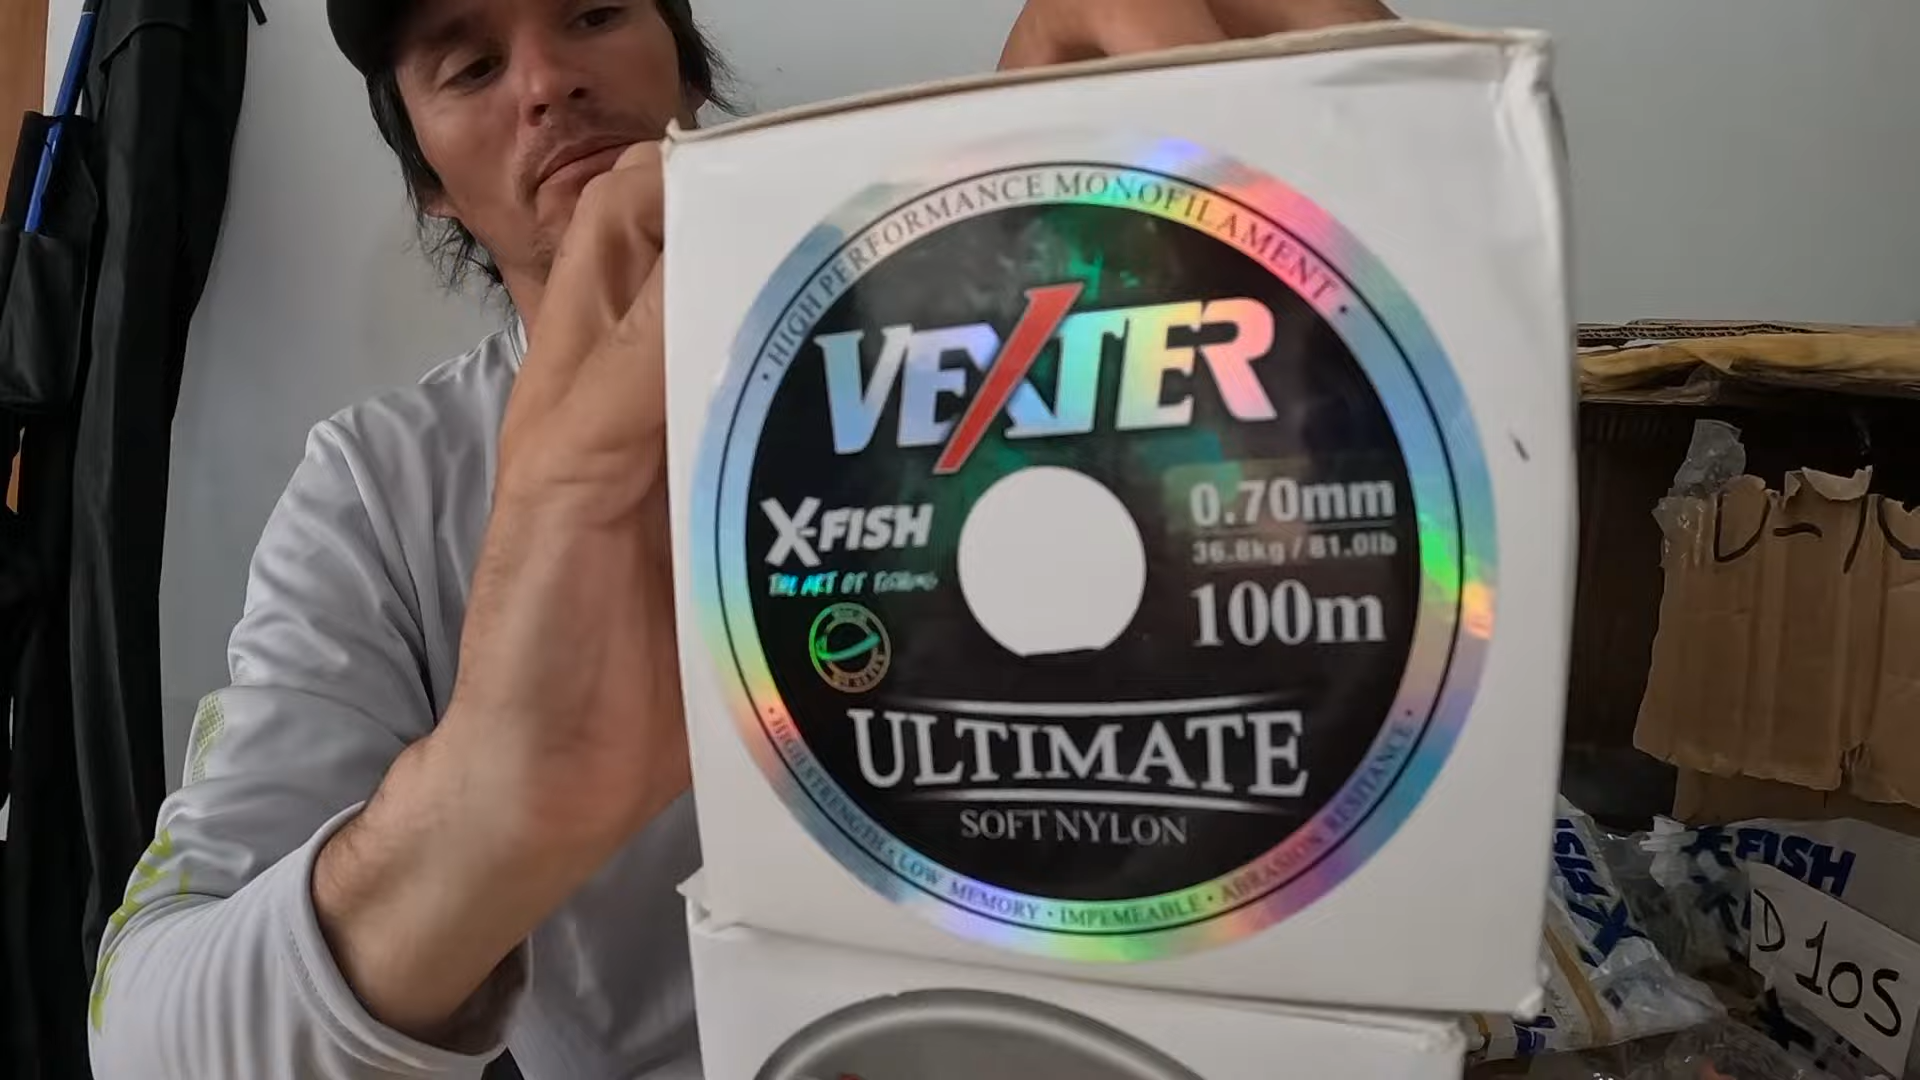 • HIGH PERFORMANCE MONOFILAMENT •
VEXTER
X-FISH
THE ART OF FISHING
0.70mm
36.8kg / 81.0lb
100m
ULTIMATE
SOFT NYLON
• HIGH STRENGTH • LOW MEMORY • IMPEMEABLE • ABRASION RESISTANCE •
FISH
D 10S